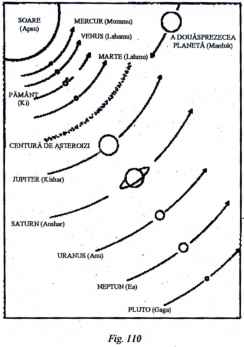 SOARE
(Apsu)
MERCUR (Mummu)
VENUS (Lahamu)
MARTE (Lahmu)
A DOUĂSPREZECEA
PLANETĂ (Marduk)
PĂMÂNT
(Ki)
CENTURĂ DE ASTEROIZI
JUPITER (Kishar)
SATURN (Anshar)
URANUS (Anu)
NEPTUN (Ea)
PLUTO (Gaga)
Fig. 110